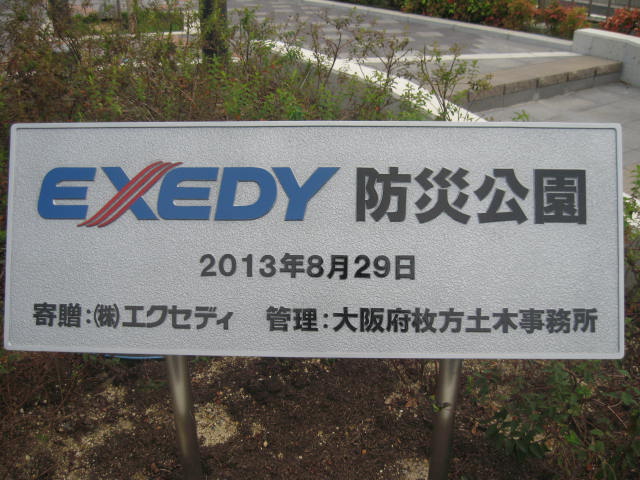 EXEDY 防災公園
2013年8月29日
寄贈：㈱エクセディ 管理：大阪府枚方土木事務所